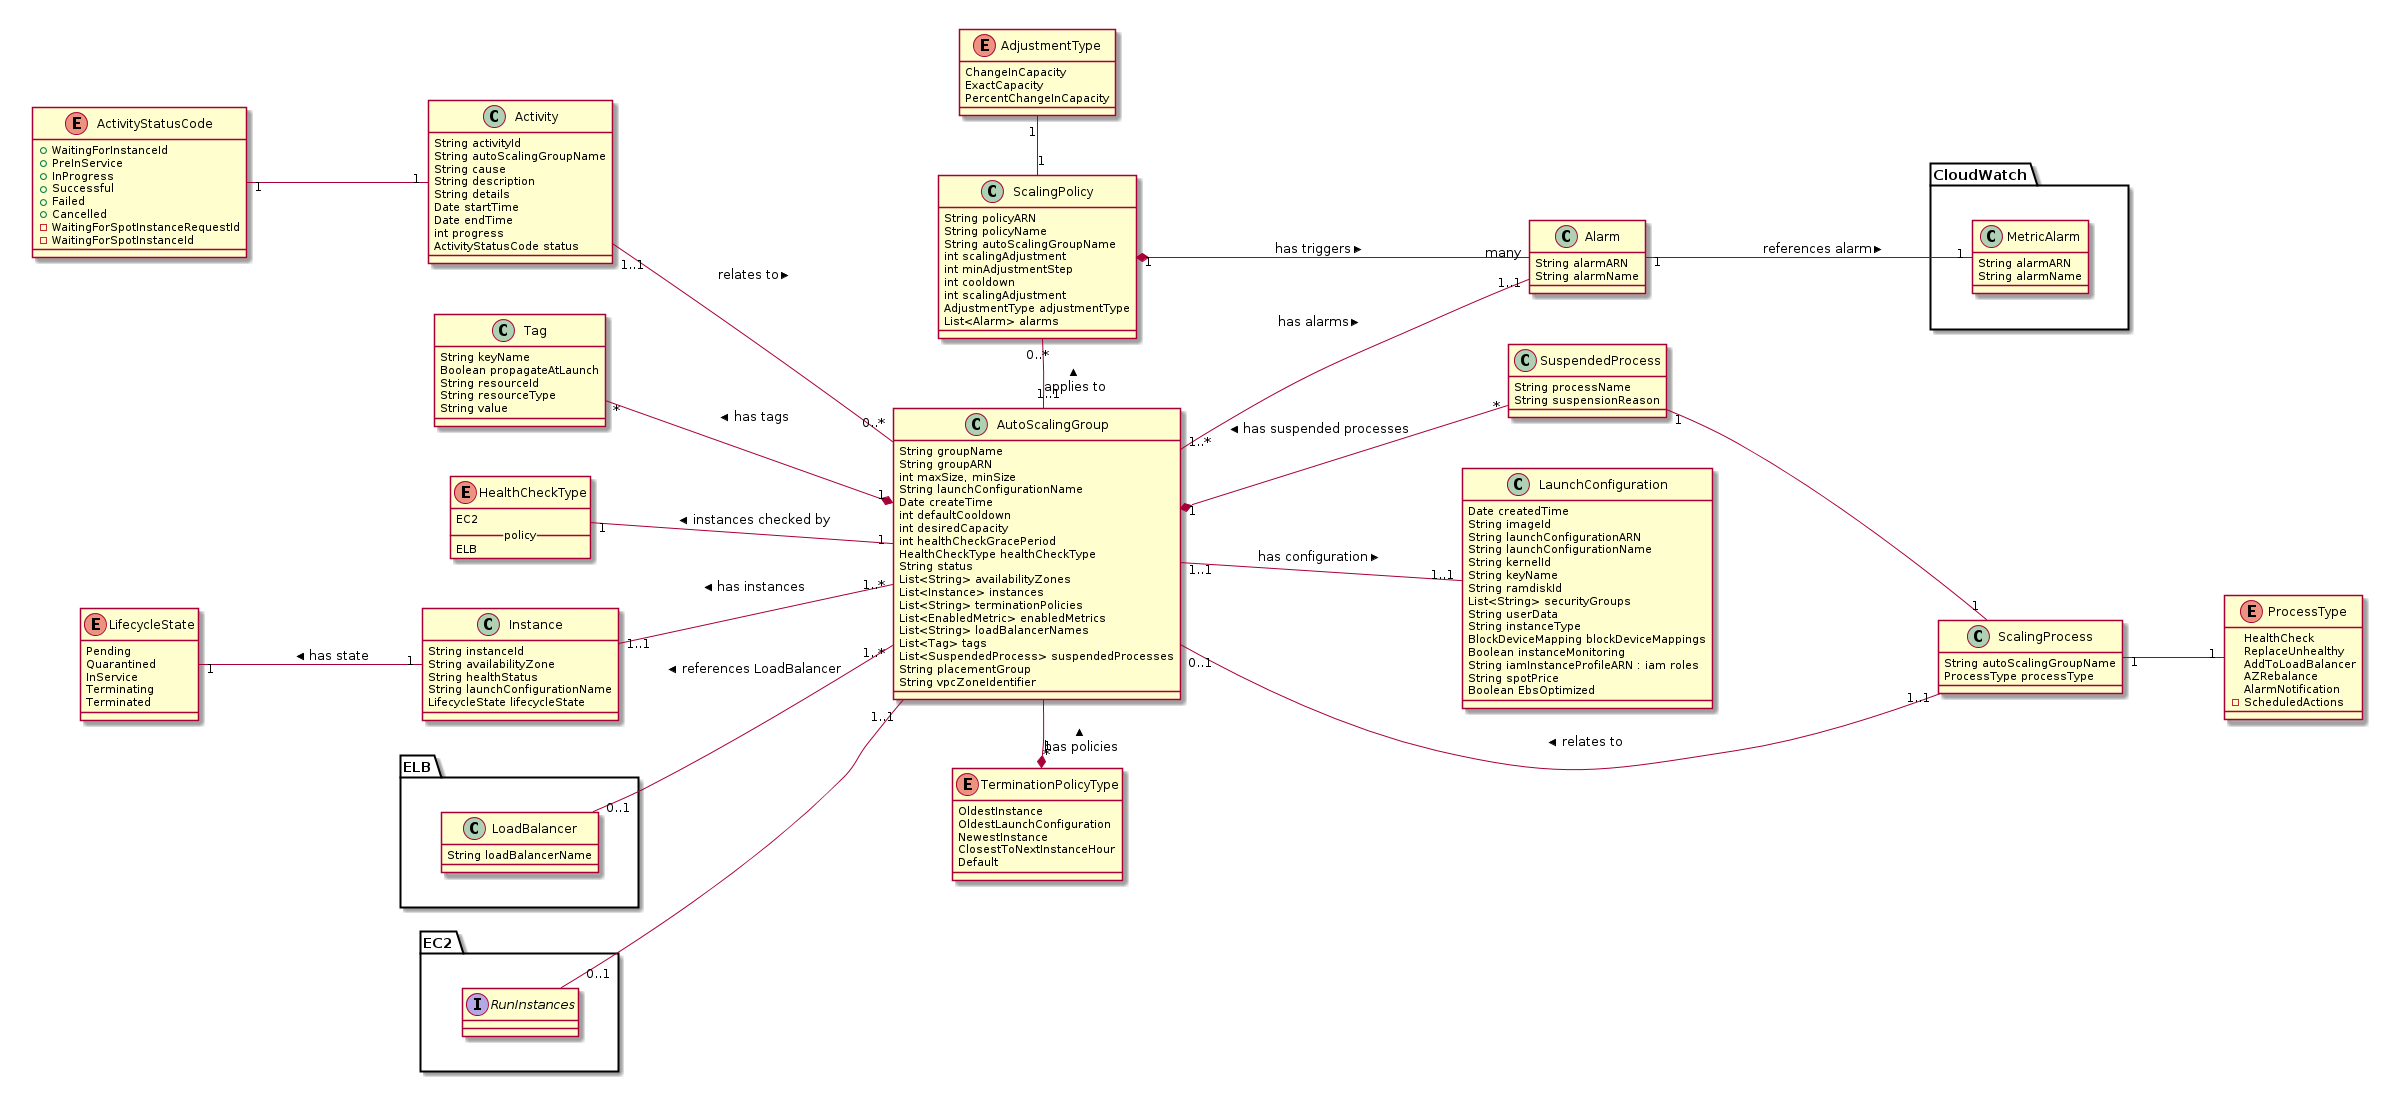 E AdjustmentType
ChangeInCapacity
ExactCapacity
PercentChangeInCapacity
1
1
E ActivityStatusCode
WaitingForInstanceId
PreInService
InProgress
Successful
Failed
Cancelled
WaitingForSpotInstanceRequestId
WaitingForSpotInstanceId
1
1
C Activity
String activityId
String autoScalingGroupName
String cause
String description
String details
Date startTime
Date endTime
int progress
ActivityStatusCode status
1..1
relates to ►
0..*
C ScalingPolicy
String policyARN
String policyName
String autoScalingGroupName
int scalingAdjustment
int minAdjustmentStep
int cooldown
int scalingAdjustment
AdjustmentType adjustmentType
List<Alarm> alarms
1
has triggers ►
many
0..*
▲
applies to
1..1
C Alarm
String alarmARN
String alarmName
1
references alarm ►
1
1..1
has alarms ►
1..*
CloudWatch
C MetricAlarm
String alarmARN
String alarmName
C Tag
String keyName
Boolean propagateAtLaunch
String resourceId
String resourceType
String value
*
◄ has tags
1
C SuspendedProcess
String processName
String suspensionReason
*
◄ has suspended processes
1
1
1
E HealthCheckType
EC2
policy
ELB
1
◄ instances checked by
1
C AutoScalingGroup
String groupName
String groupARN
int maxSize, minSize
String launchConfigurationName
Date createTime
int defaultCooldown
int desiredCapacity
int healthCheckGracePeriod
HealthCheckType healthCheckType
String status
List<String> availabilityZones
List<Instance> instances
List<String> terminationPolicies
List<EnabledMetric> enabledMetrics
List<String> loadBalancerNames
List<Tag> tags
List<SuspendedProcess> suspendedProcesses
String placementGroup
String vpcZoneIdentifier
1..1
has configuration ►
1..1
C LaunchConfiguration
Date createdTime
String imageId
String launchConfigurationARN
String launchConfigurationName
String kernelId
String keyName
String ramdiskId
List<String> securityGroups
String userData
String instanceType
BlockDeviceMapping blockDeviceMappings
Boolean instanceMonitoring
String iamInstanceProfileARN : iam roles
String spotPrice
Boolean EbsOptimized
E LifecycleState
Pending
Quarantined
InService
Terminating
Terminated
1
◄ has state
1
C Instance
String instanceId
String availabilityZone
String healthStatus
String launchConfigurationName
LifecycleState lifecycleState
1..1
◄ has instances
1..*
C ScalingProcess
String autoScalingGroupName
ProcessType processType
1
1
E ProcessType
HealthCheck
ReplaceUnhealthy
AddToLoadBalancer
AZRebalance
AlarmNotification
ScheduledActions
0..1
◄ relates to
1..1
1..*
◄ references LoadBalancer
0..1
ELB
C LoadBalancer
String loadBalancerName
1..1
0..1
EC2
I RunInstances
1
▲
has policies
*
E TerminationPolicyType
OldestInstance
OldestLaunchConfiguration
NewestInstance
ClosestToNextInstanceHour
Default